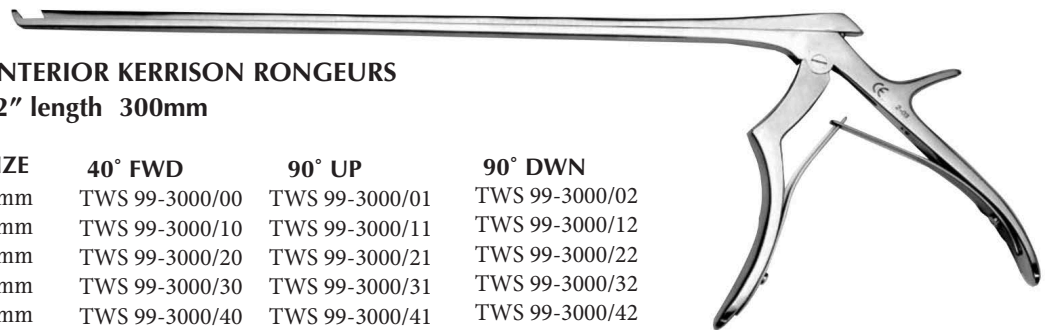 NTERIOR KERRISON RONGEURS
2″ length 300mm
IZE 40° FWD 90° UP 90° DWN
mm TWS 99-3000/00 TWS 99-3000/01 TWS 99-3000/02
mm TWS 99-3000/10 TWS 99-3000/11 TWS 99-3000/12
mm TWS 99-3000/20 TWS 99-3000/21 TWS 99-3000/22
mm TWS 99-3000/30 TWS 99-3000/31 TWS 99-3000/32
mm TWS 99-3000/40 TWS 99-3000/41 TWS 99-3000/42
CE